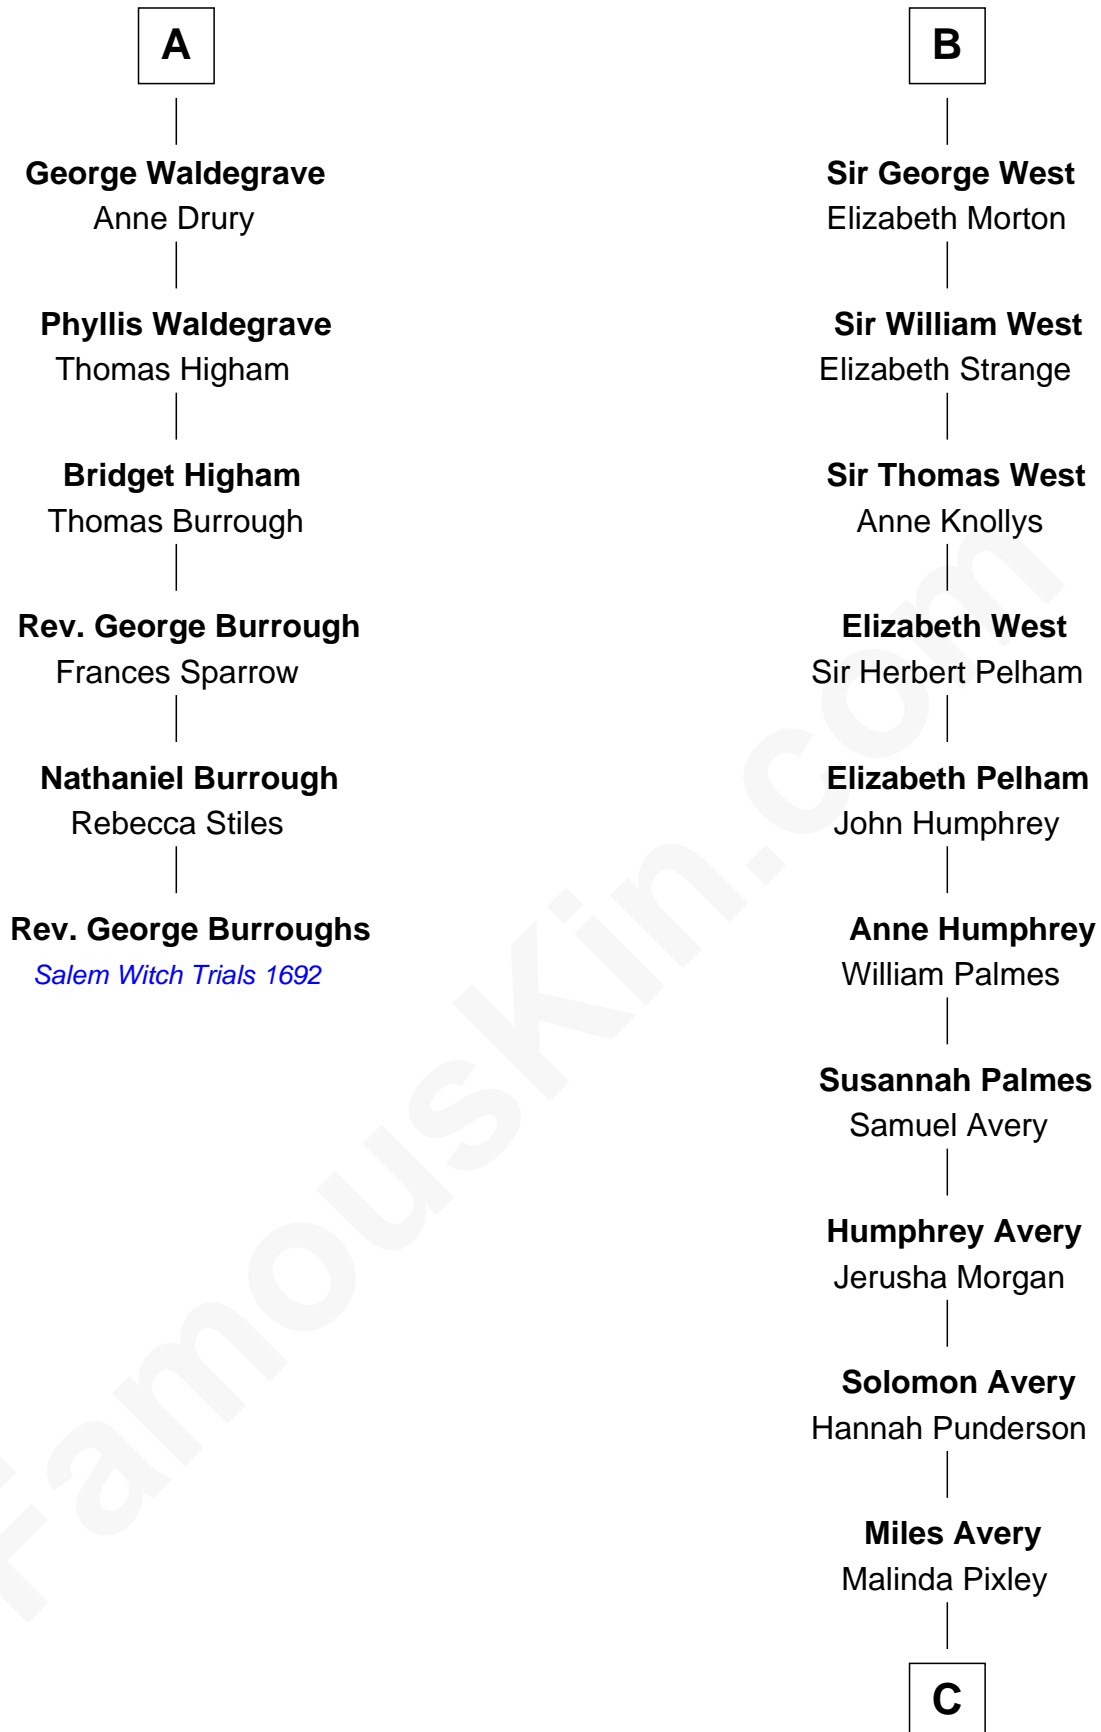 A
George Waldegrave
Anne Drury
Phyllis Waldegrave
Thomas Higham
Bridget Higham
Thomas Burrough
Rev. George Burrough
Frances Sparrow
Nathaniel Burrough
Rebecca Stiles
Rev. George Burroughs
Salem Witch Trials 1692
B
Sir George West
Elizabeth Morton
Sir William West
Elizabeth Strange
Sir Thomas West
Anne Knollys
Elizabeth West
Sir Herbert Pelham
Elizabeth Pelham
John Humphrey
Anne Humphrey
William Palmes
Susannah Palmes
Samuel Avery
Humphrey Avery
Jerusha Morgan
Solomon Avery
Hannah Punderson
Miles Avery
Malinda Pixley
C
FamousKin.com